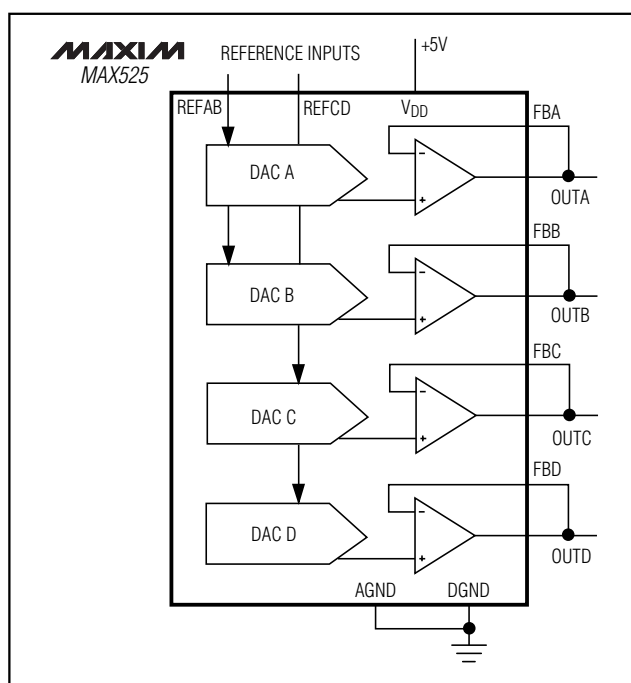 MAXIM
MAX525
REFERENCE INPUTS
+5V
REFAB
REFCD
VDD
FBA
DAC A
-
+
OUTA
FBB
DAC B
-
+
OUTB
FBC
DAC C
-
+
OUTC
FBD
DAC D
-
+
OUTD
AGND
DGND